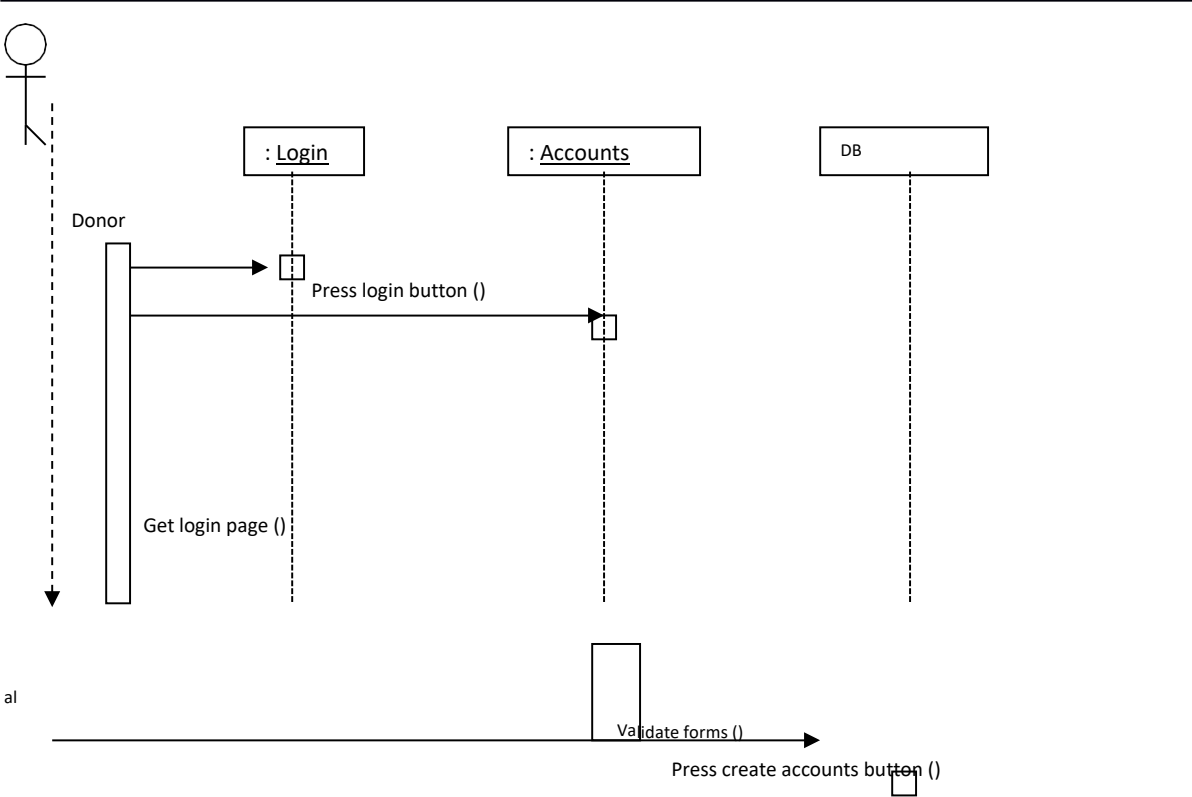 : Login
: Accounts
DB
Donor
Press login button ()
Get login page ()
al
Validate forms ()
Press create accounts button ()